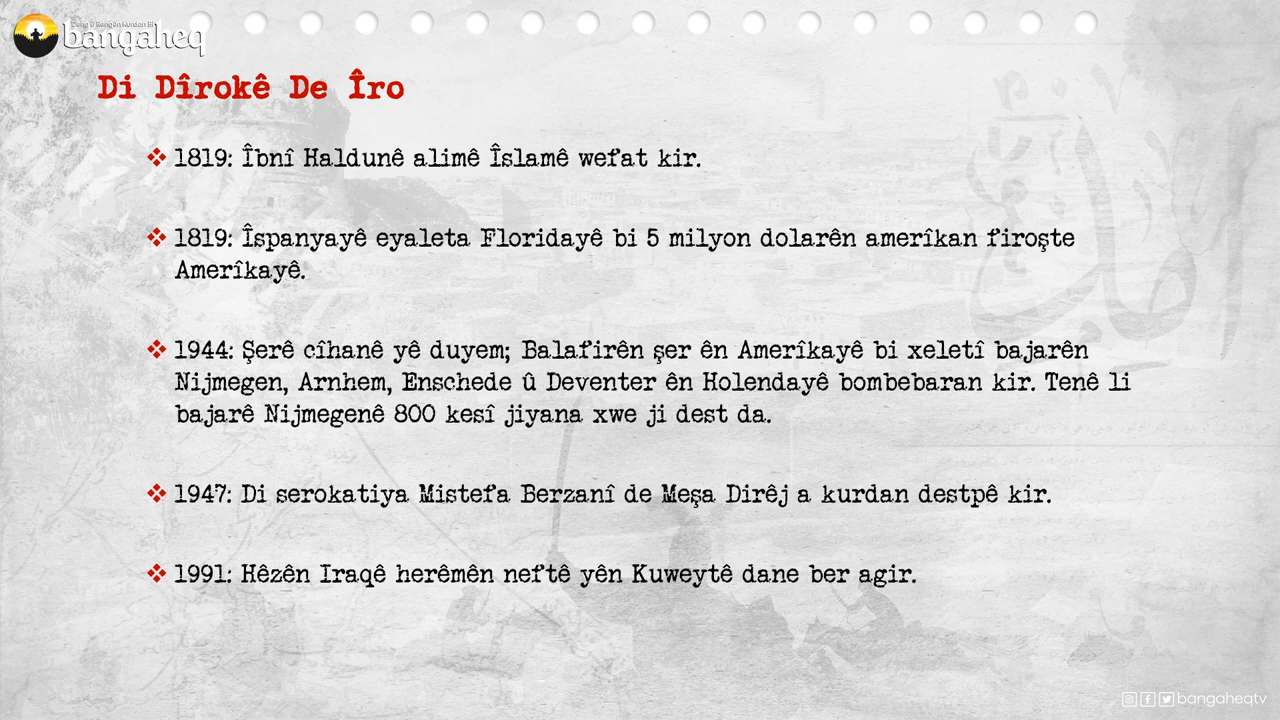 Deng û Rengên Kurdan Bi
bangaheq
Di Dîrokê De Îro
❖ 1819: Îbnî Haldunê alimê Îslamê wefat kir.
❖ 1819: Îspanyayê eyaleta Floridayê bi 5 milyon dolarên amerîkan firoşte
Amerîkayê.
❖ 1944: Şerê cîhanê yê duyem; Balafirên şer ên Amerîkayê bi xeletî bajarên
Nijmegen, Arnhem, Enschede û Deventer ên Holendayê bombebaran kir. Tenê li
bajarê Nijmegenê 800 kesî jiyana xwe ji dest da.
❖ 1947: Di serokatiya Mistefa Berzanî de Meşa Dirêj a kurdan destpê kir.
❖ 1991: Hêzên Iraqê herêmên neftê yên Kuweytê dane ber agir.
bangaheqtv